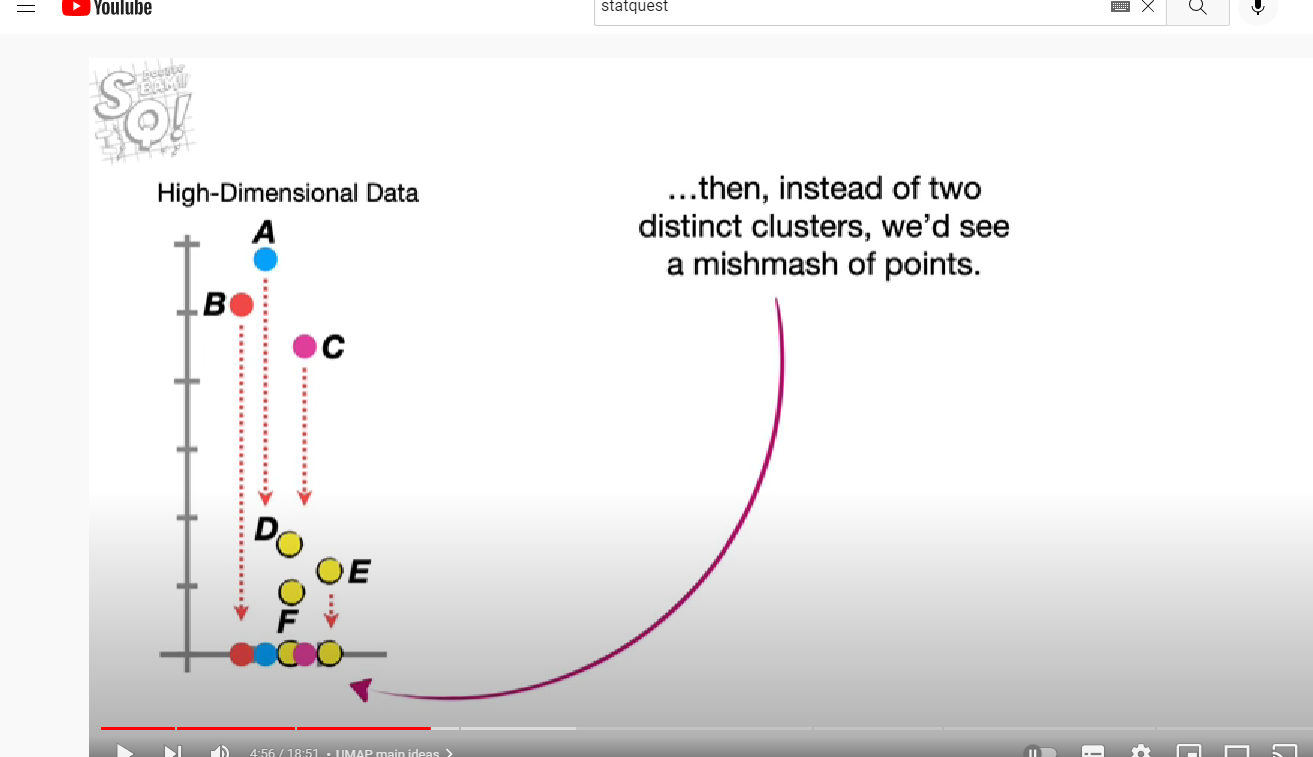 YouTube
statquest
SQ!
BAM!!!
High-Dimensional Data
...then, instead of two
distinct clusters, we'd see
a mishmash of points.
A
B
C
D
E
F
4:56 / 18:51 • UMAP main ideas >